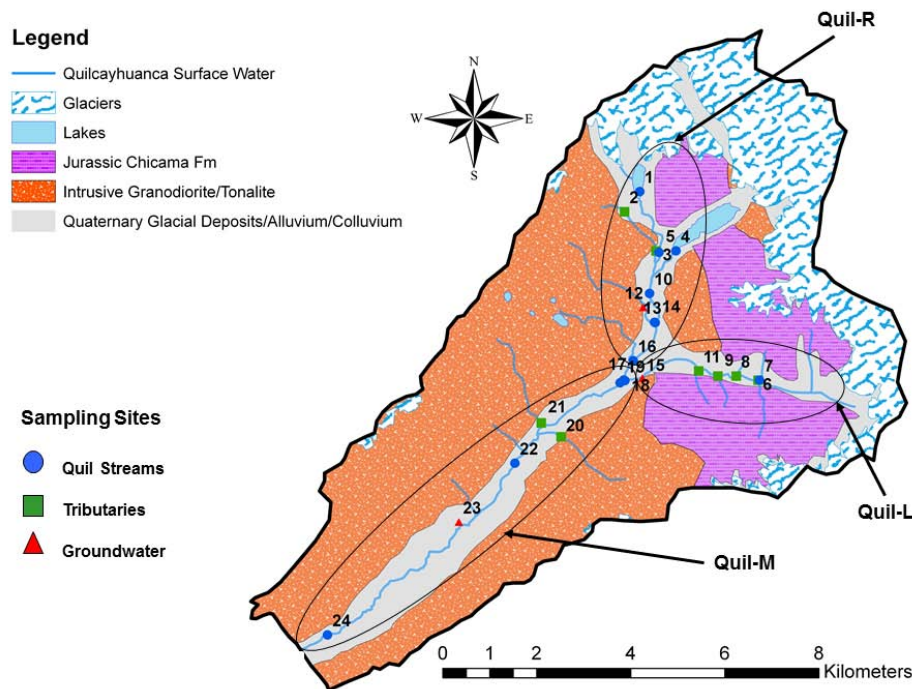 Quil-R
Legend
Quilcayhuanca Surface Water
Glaciers
Lakes
Jurassic Chicama Fm
Intrusive Granodiorite/Tonalite
Quaternary Glacial Deposits/Alluvium/Colluvium
N
W E
S
1
2
5 4
3
10
12
13 14
16
17 19 15
18
11 9 8 7
6
21
20
22
23
24
Sampling Sites
Quil Streams
Tributaries
Groundwater
Quil-L
Quil-M
0 1 2 4 6 8
Kilometers